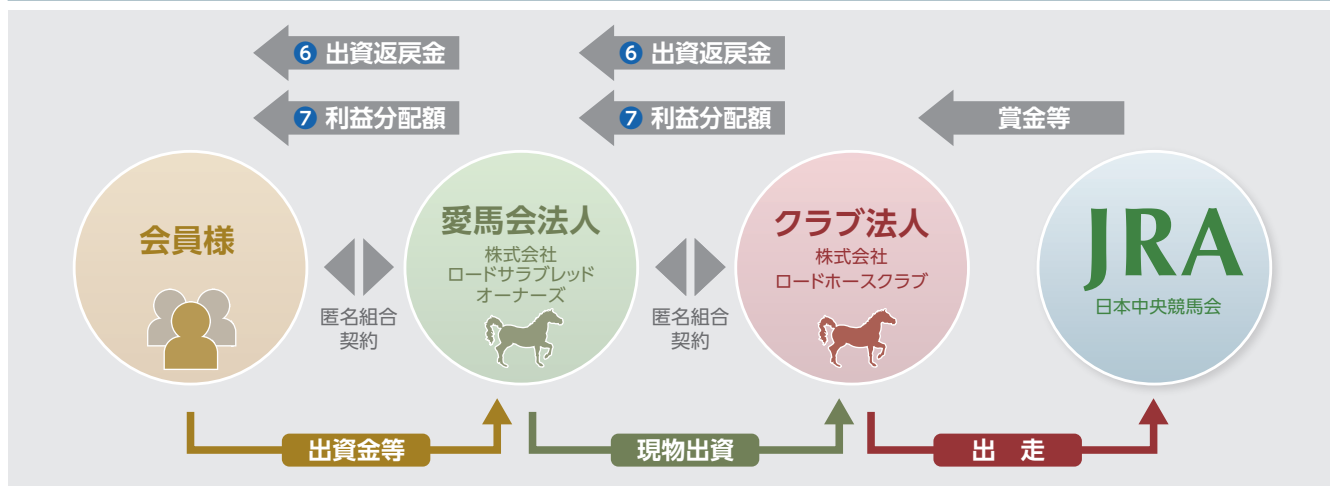 ❻ 出資返戻金
❻ 出資返戻金
❼ 利益分配額
❼ 利益分配額
賞金等
会員様
匿名組合
契約
愛馬会法人
株式会社
ロードサラブレッド
オーナーズ
匿名組合
契約
クラブ法人
株式会社
ロードホースクラブ
JRA
日本中央競馬会
出資金等
現物出資
出 走